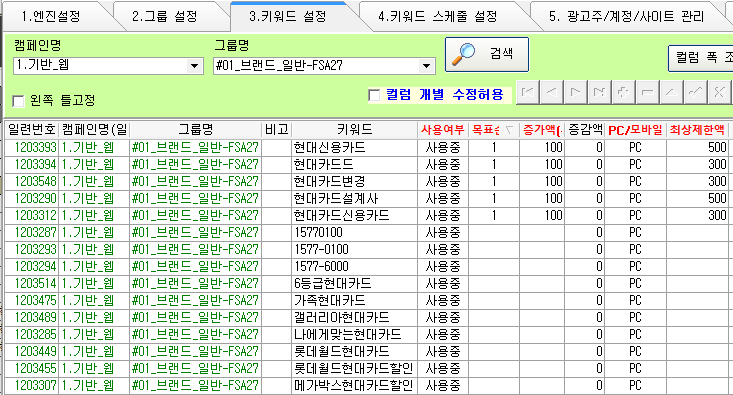 1.엔진설정 2.그룹 설정 3.키워드 설정 4.키워드 스케줄 설정 5. 광고주/계정/사이트 관리
캠페인명 그룹명
1.기반_웹 #01_브랜드_일반-FSA27 검색 컬럼 폭 조
왼쪽 틀고정 컬럼 개별 수정허용
일련번호 캠페인명(일 그룹명 비고 키워드 사용여부 목표순 증가액(- 증감액 PC/모바일 최상제한액
1203393 1.기반_웹 #01_브랜드_일반-FSA27 현대신용카드 사용중 1 100 0 PC 500
1203394 1.기반_웹 #01_브랜드_일반-FSA27 현대카드드 사용중 1 100 0 PC 300
1203548 1.기반_웹 #01_브랜드_일반-FSA27 현대카드변경 사용중 1 100 0 PC 300
1203290 1.기반_웹 #01_브랜드_일반-FSA27 현대카드설계사 사용중 1 100 0 PC 500
1203312 1.기반_웹 #01_브랜드_일반-FSA27 현대카드신용카드 사용중 1 100 0 PC 300
1203287 1.기반_웹 #01_브랜드_일반-FSA27 15770100 사용중 0 PC
1203293 1.기반_웹 #01_브랜드_일반-FSA27 1577-0100 사용중 0 PC
1203294 1.기반_웹 #01_브랜드_일반-FSA27 1577-6000 사용중 0 PC
1203514 1.기반_웹 #01_브랜드_일반-FSA27 6등급현대카드 사용중 0 PC
1203475 1.기반_웹 #01_브랜드_일반-FSA27 가족현대카드 사용중 0 PC
1203489 1.기반_웹 #01_브랜드_일반-FSA27 갤러리아현대카드 사용중 0 PC
1203285 1.기반_웹 #01_브랜드_일반-FSA27 나에게맞는현대카드 사용중 0 PC
1203449 1.기반_웹 #01_브랜드_일반-FSA27 롯데월드현대카드 사용중 0 PC
1203455 1.기반_웹 #01_브랜드_일반-FSA27 롯데월드현대카드할인 사용중 0 PC
1203307 1.기반_웹 #01_브랜드_일반-FSA27 메가박스현대카드할인 사용중 0 PC